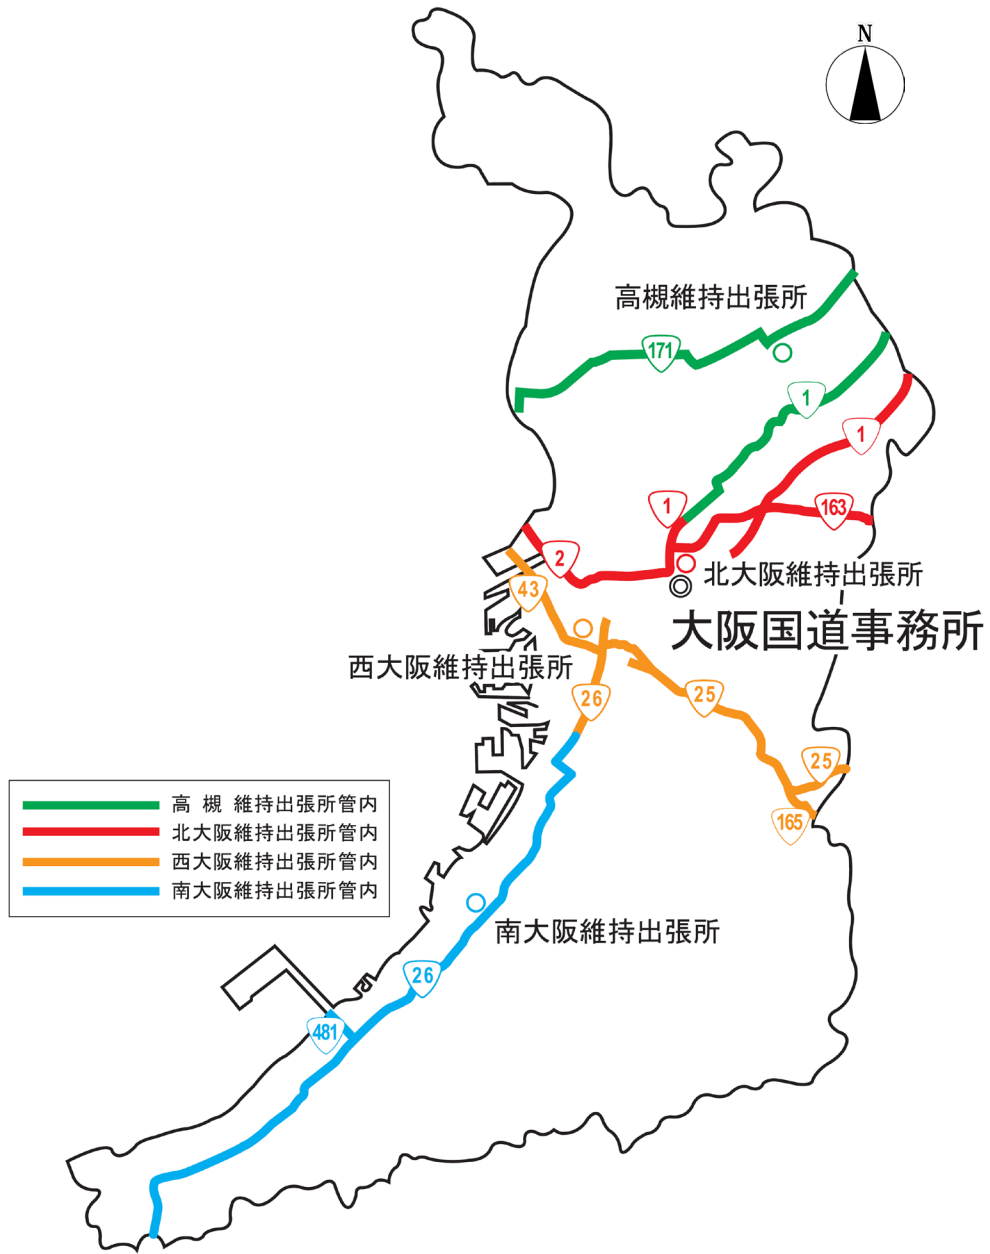 N
高槻維持出張所
171
1
1
1
163
2
北大阪維持出張所
43
大阪国道事務所
西大阪維持出張所
26
25
25
165
高 槻 維持出張所管内
北大阪維持出張所管内
西大阪維持出張所管内
南大阪維持出張所管内
南大阪維持出張所
26
481